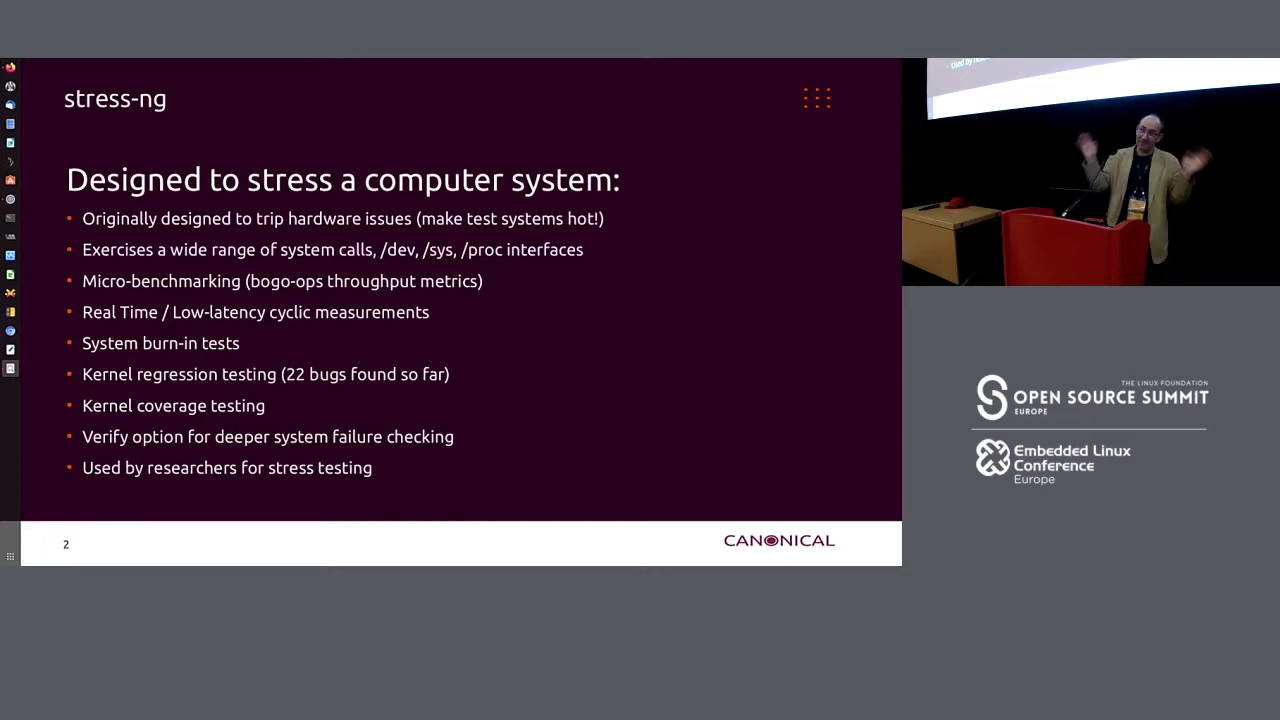 stress-ng
Designed to stress a computer system:
• Originally designed to trip hardware issues (make test systems hot!)
• Exercises a wide range of system calls, /dev, /sys, /proc interfaces
• Micro-benchmarking (bogo-ops throughput metrics)
• Real Time / Low-latency cyclic measurements
• System burn-in tests
• Kernel regression testing (22 bugs found so far)
• Kernel coverage testing
• Verify option for deeper system failure checking
• Used by researchers for stress testing
2
CANONICAL
Used by
THE LINUX FOUNDATION
OPEN SOURCE SUMMIT
EUROPE
Embedded Linux
Conference
Europe